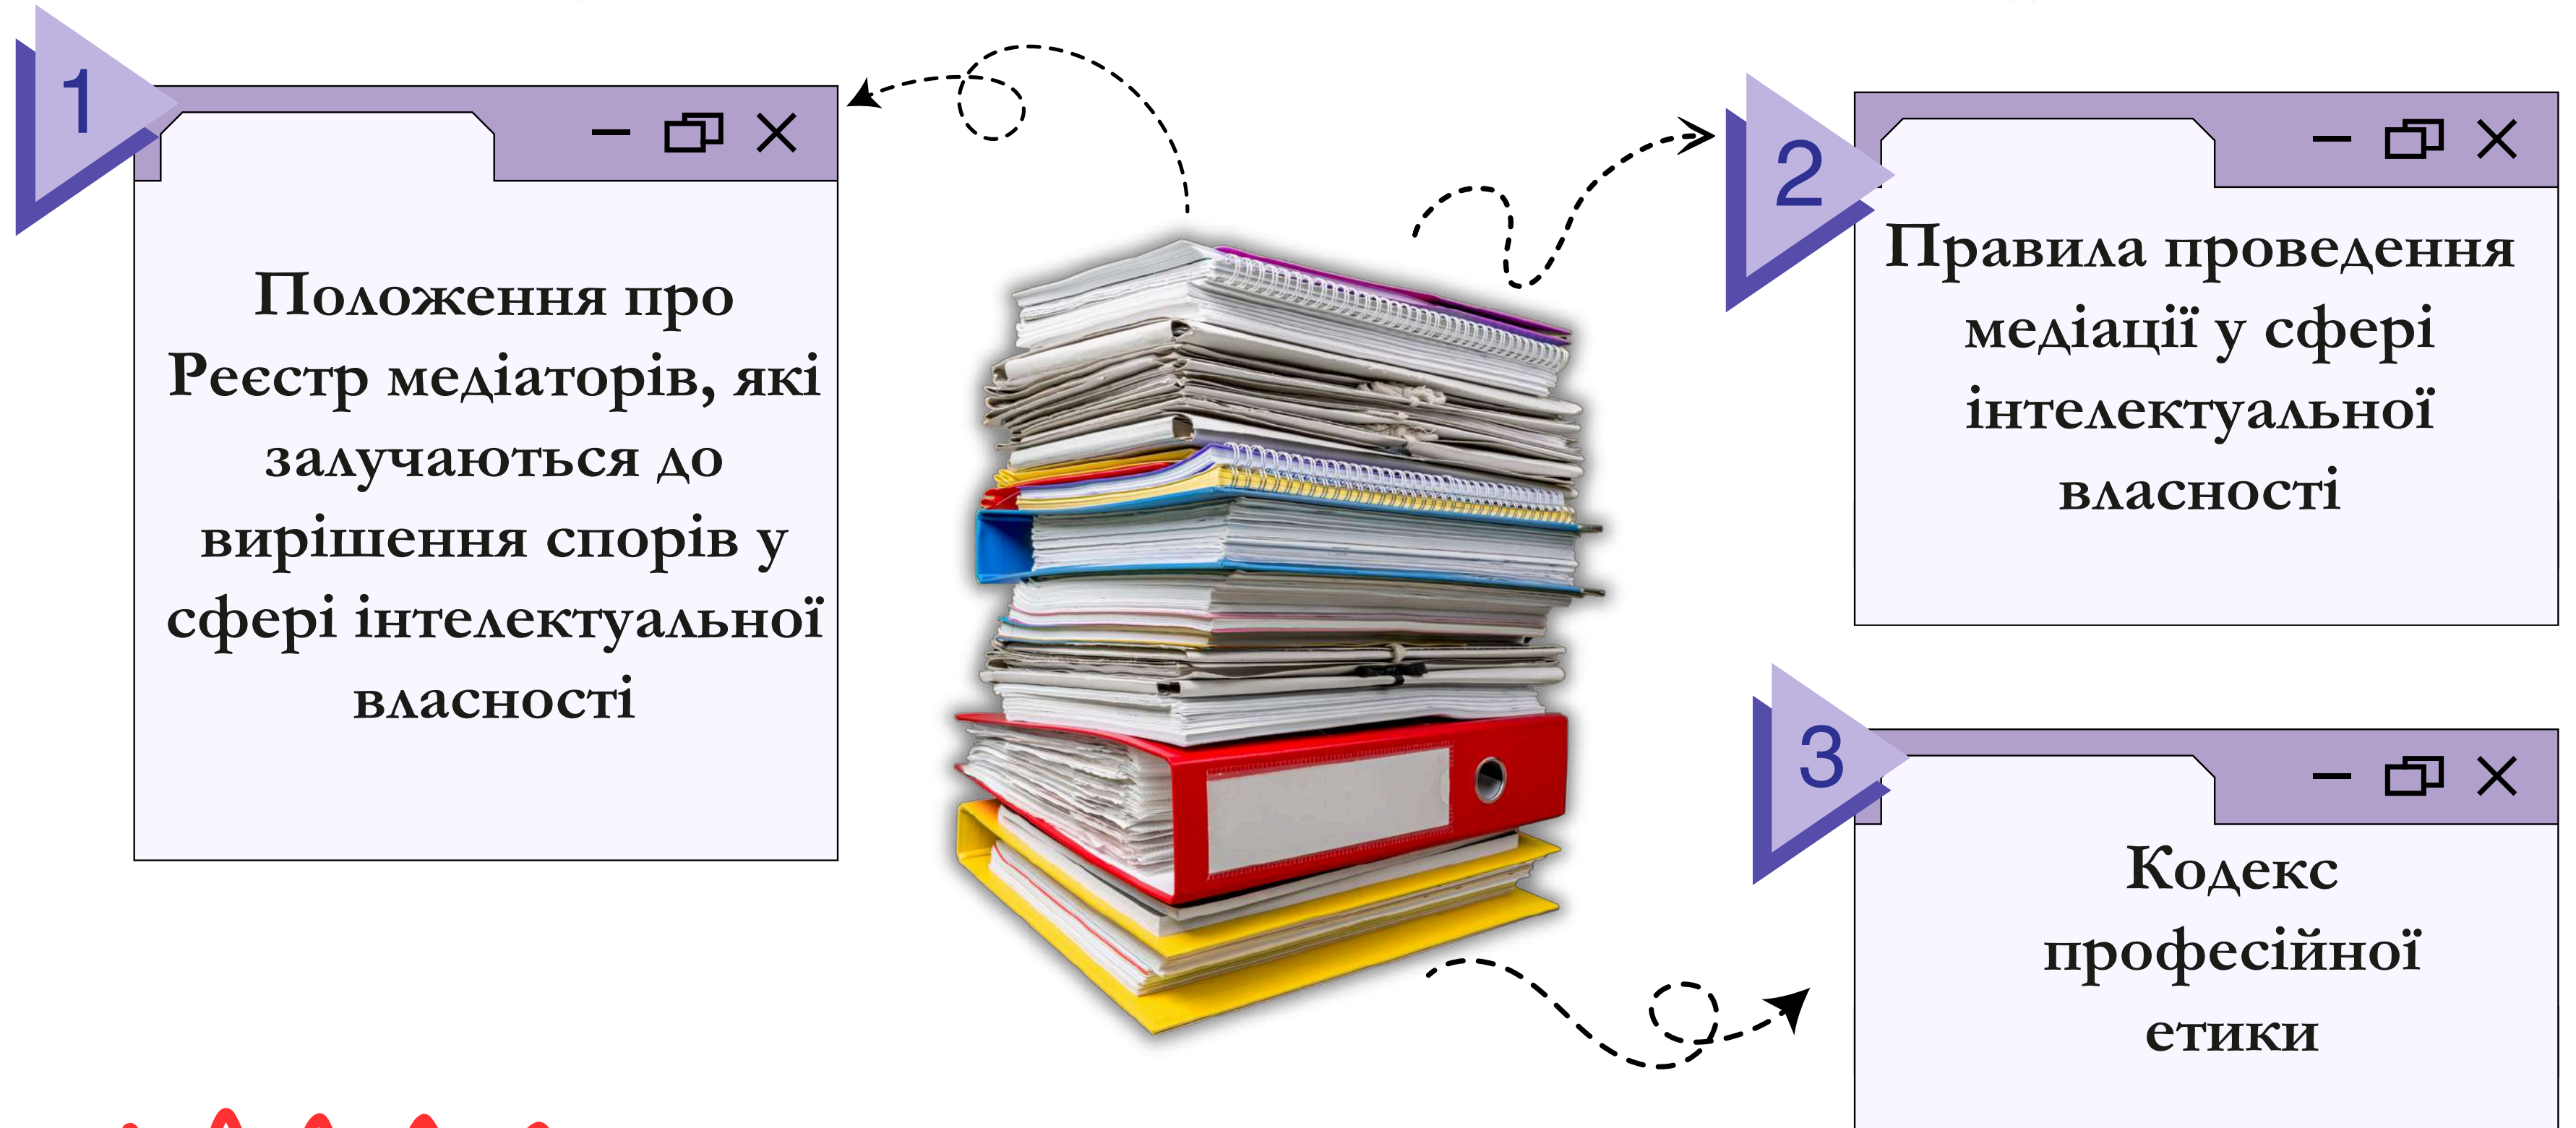 1
Положення про
Реєстр медіаторів, які
залучаються до
вирішення спорів у
сфері інтелектуальної
власності
2
Правила проведення
медіації у сфері
інтелектуальної
власності
3
Кодекс
професійної
етики